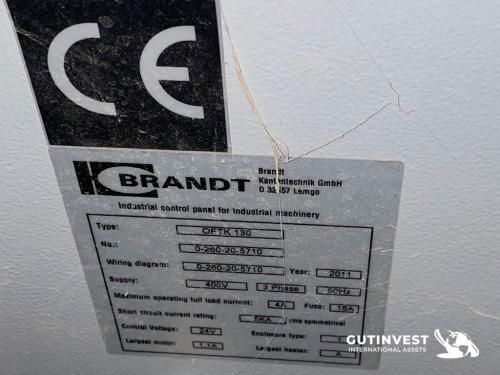 CE
BRANDT
Brandt
Kantentechnik GmbH
D 32657 Lemgo
Industrial control panel for industrial machinery
Type: OFTK 130
No.: 0-260-20-5710
Wiring diagram: 0-260-20-5710 Year: 2011
Supply: 400V 3 Phase 50Hz
Maximum operating full load current: 4A Fuse: 16A
Short circuit current rating: 5KA rms symmetrical
Control Voltage: 24V Enclosure type: 1
Largest motor: 1.1A Largest heater: A
GUTINVEST
INTERNATIONAL ASSETS